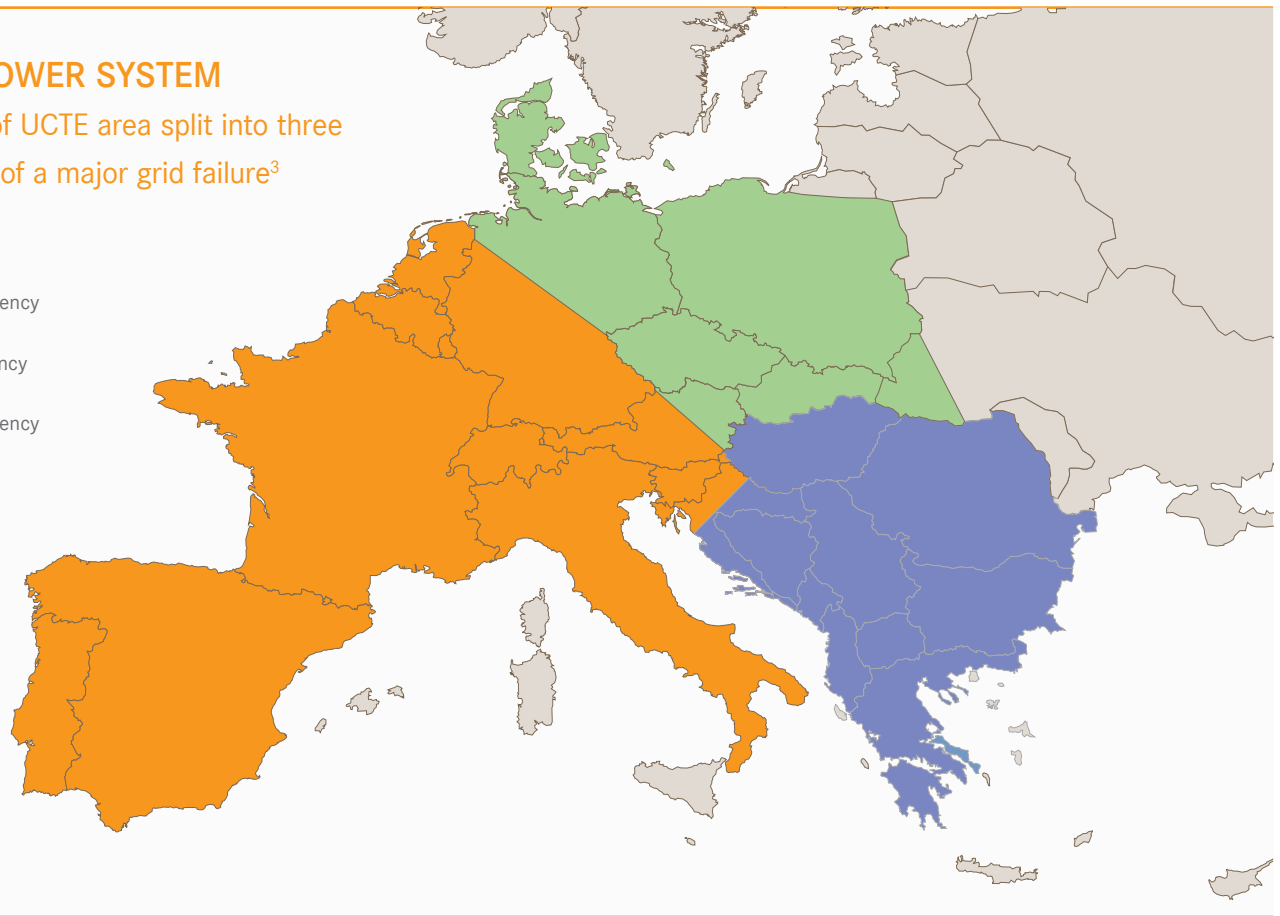 OWER SYSTEM
of UCTE area split into three
of a major grid failure³
ency
ncy
ency